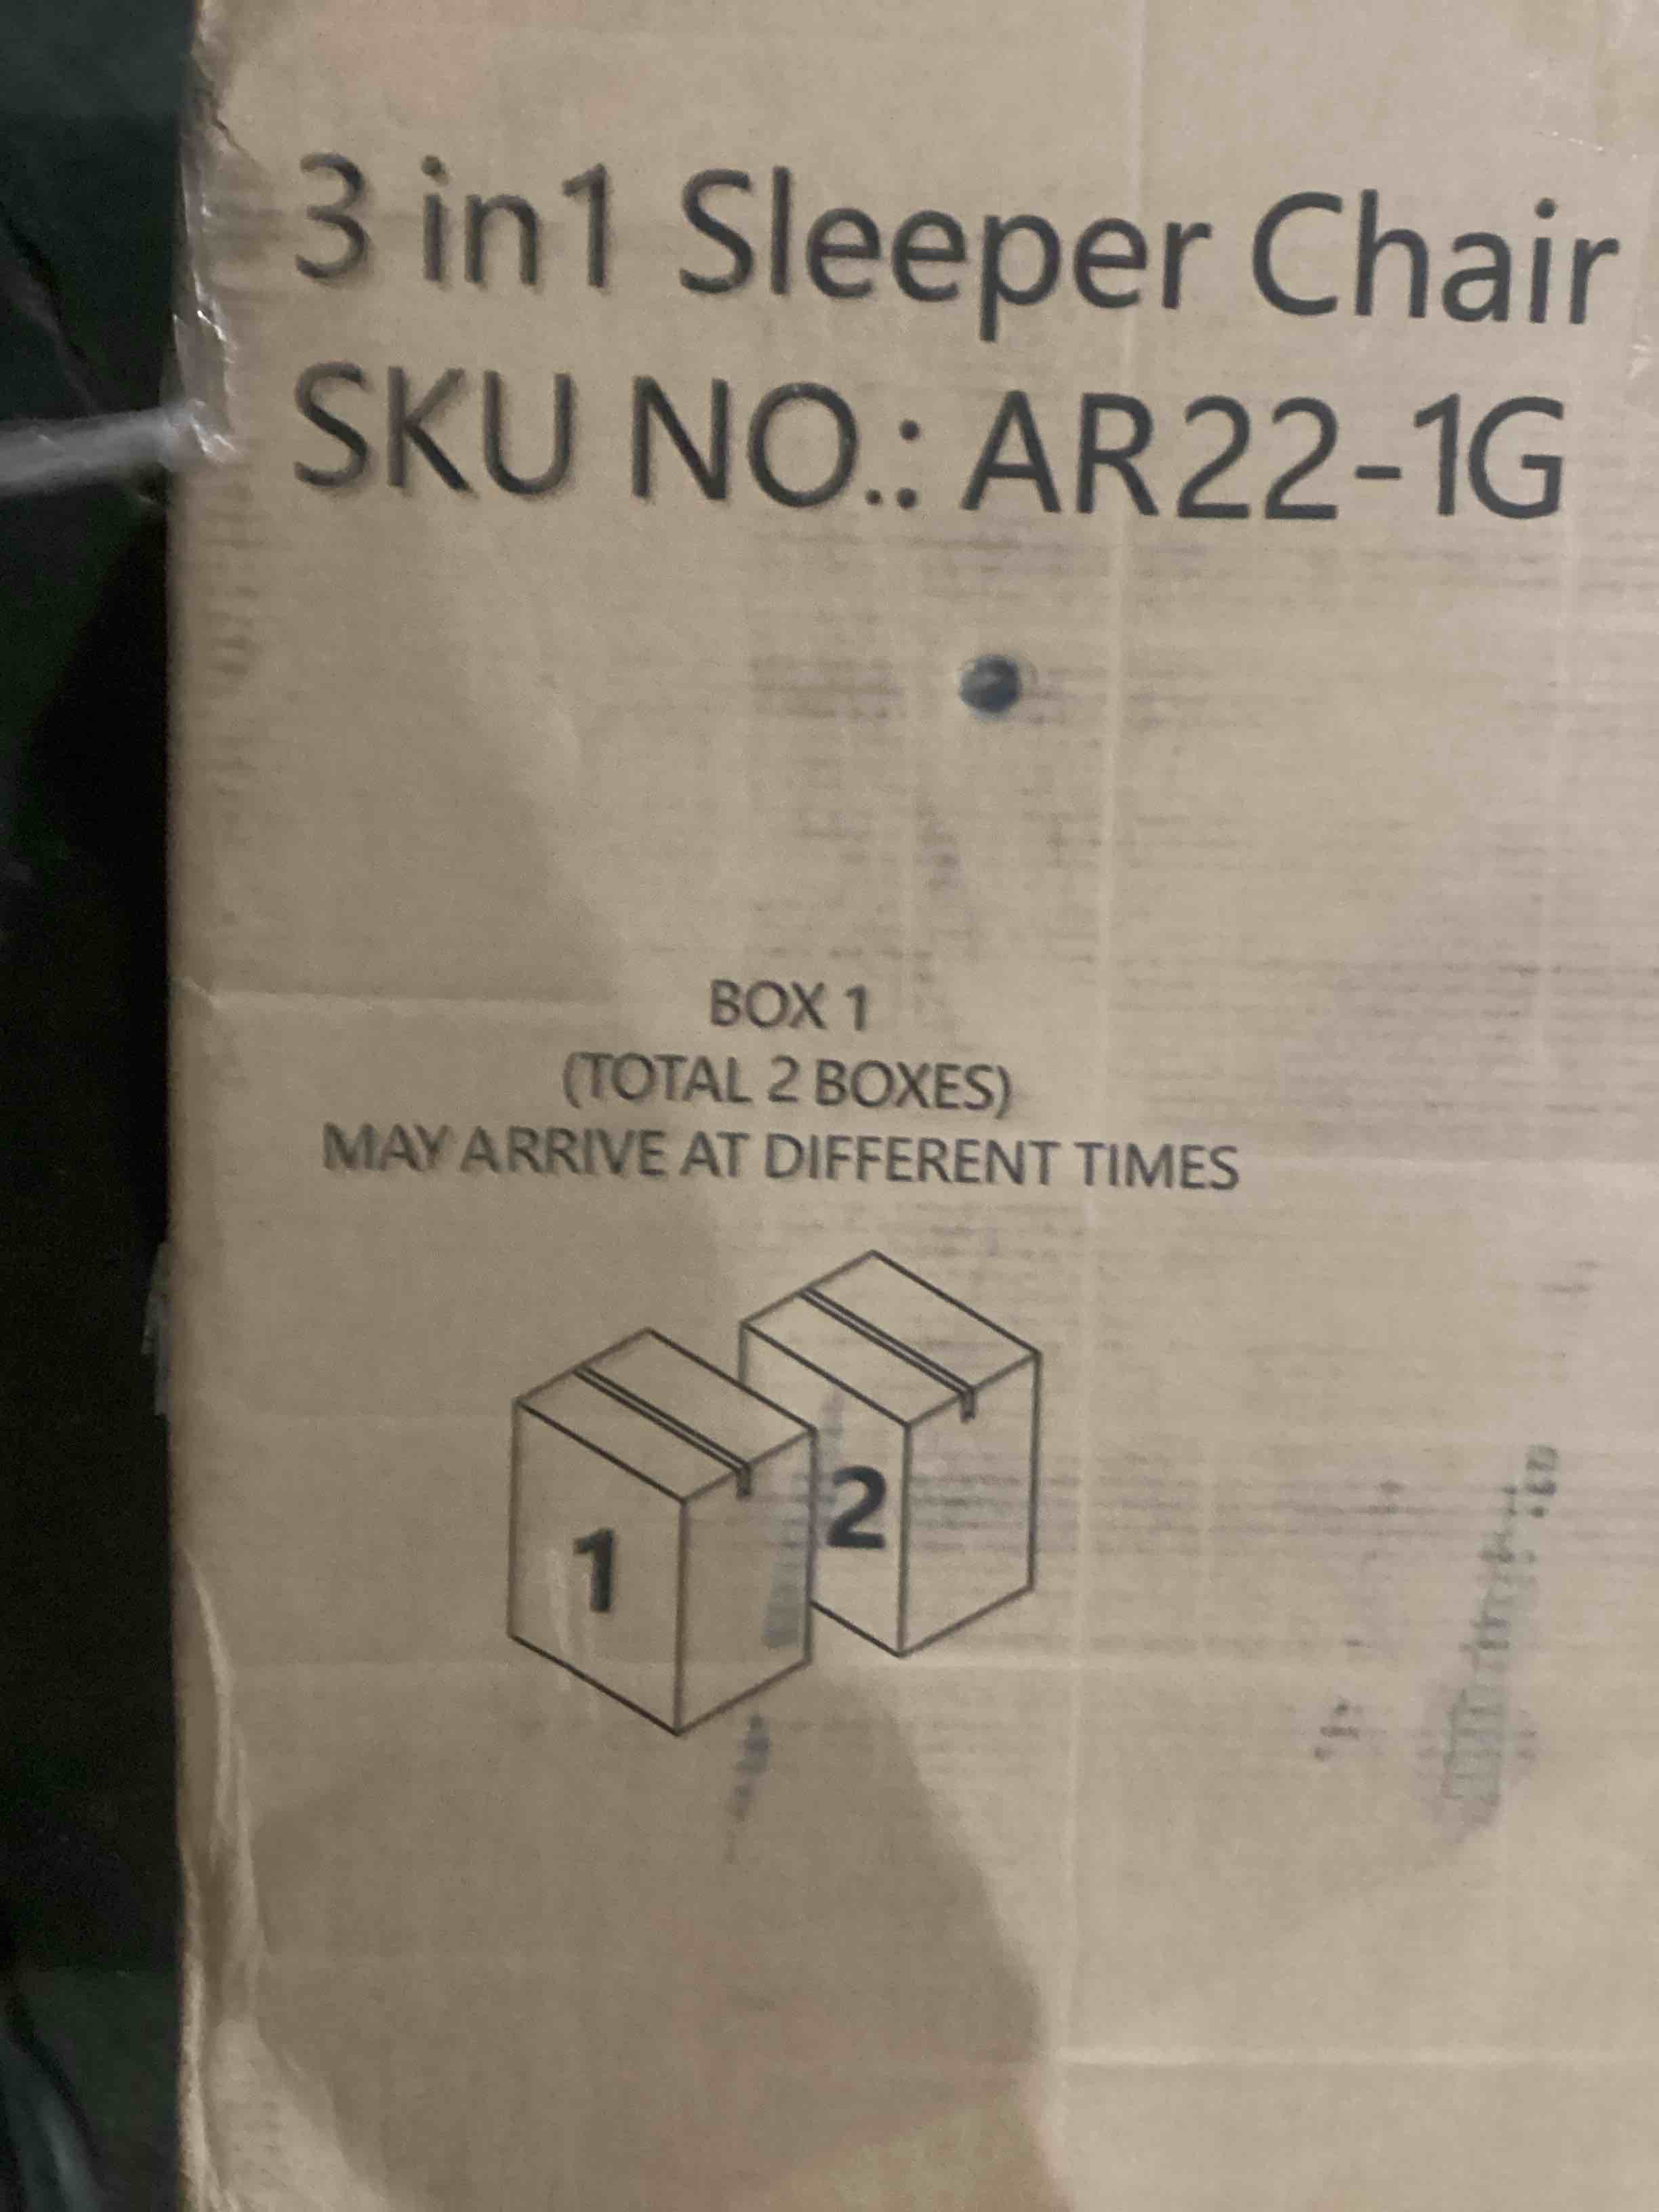 3 in1 Sleeper Chair
SKU NO.: AR22-1G
BOX 1
(TOTAL 2 BOXES)
MAY ARRIVE AT DIFFERENT TIMES
1
2